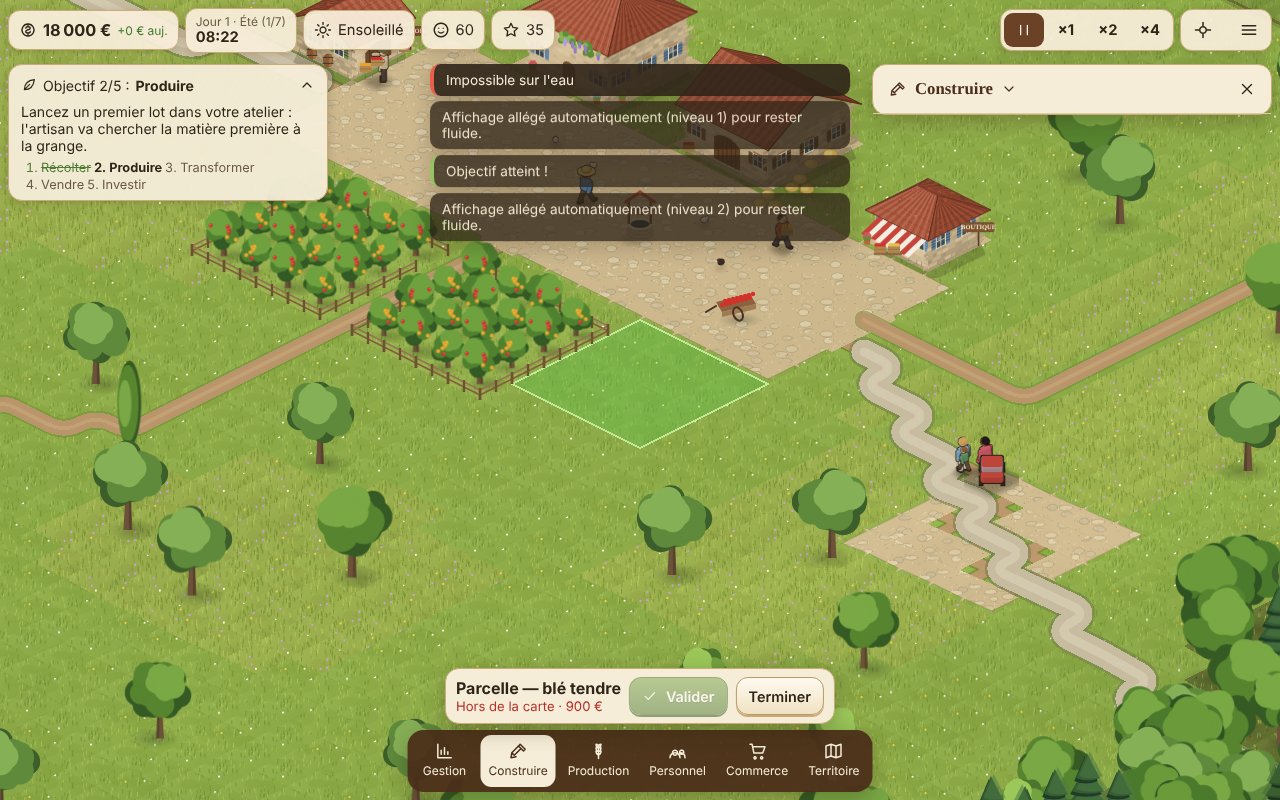 18 000 € +0 € auj.
Jour 1 · Été (1/7)
08:22
Ensoleillé
60
35
×1
×2
×4
Objectif 2/5 : Produire
Lancez un premier lot dans votre atelier :
l'artisan va chercher la matière première à
la grange.
1. Récolter 2. Produire 3. Transformer
4. Vendre 5. Investir
Impossible sur l'eau
Affichage allégé automatiquement (niveau 1) pour rester
fluide.
Objectif atteint !
Affichage allégé automatiquement (niveau 2) pour rester
fluide.
Construire
BOUTIQUE
Parcelle — blé tendre
Hors de la carte · 900 €
Valider
Terminer
Gestion
Construire
Production
Personnel
Commerce
Territoire